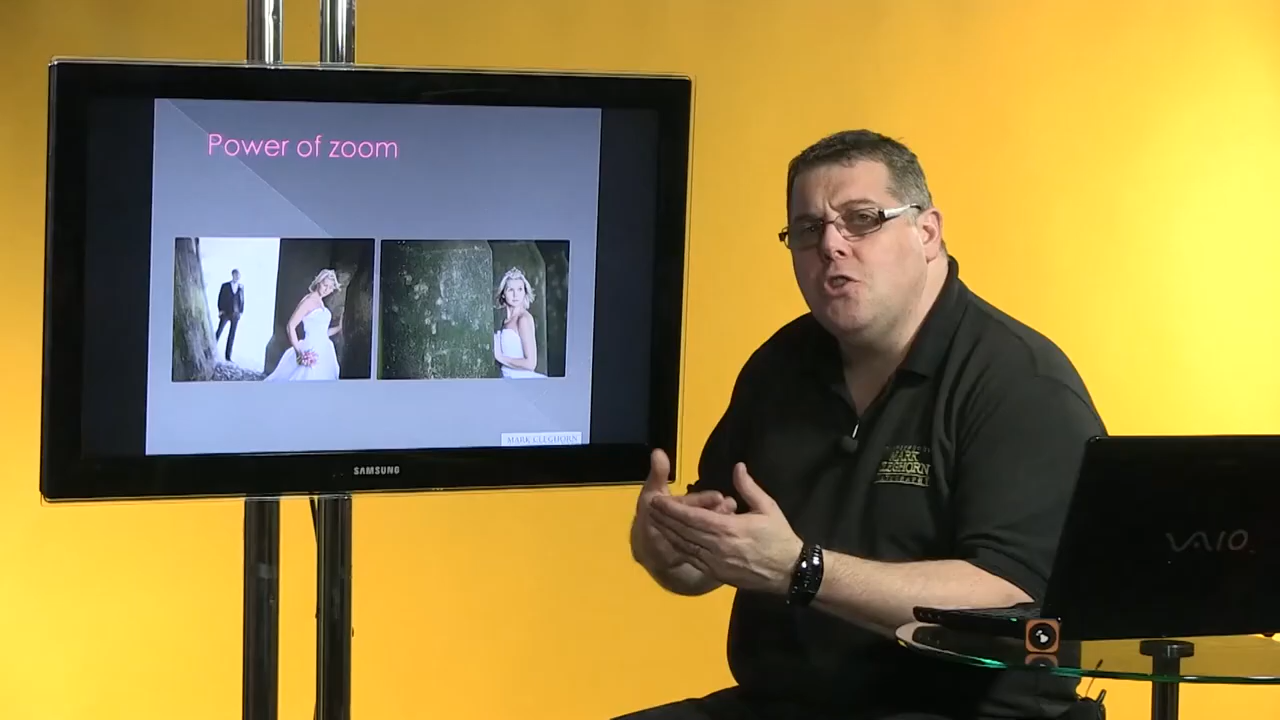 Power of zoom
MARK CLEGHORN
SAMSUNG
MARK
CLEGHORN
VAIO